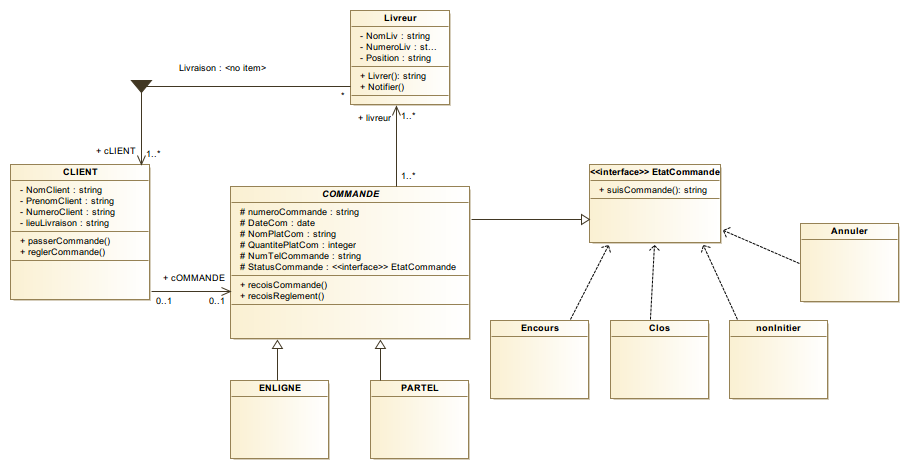 Livreur
- NomLiv : string
- NumeroLiv : st...
- Position : string
+ Livrer(): string
+ Notifier()
Livraison : <no item>
*
+ livreur
1..*
+ cLIENT
1..*
1..*
CLIENT
- NomClient : string
- PrenomClient : string
- NumeroClient : string
- lieuLivraison : string
+ passerCommande()
+ reglerCommande()
COMMANDE
# numeroCommande : string
# DateCom : date
# NomPlatCom : string
# QuantitePlatCom : integer
# NumTelCommande : string
# StatusCommande : <<interface>> EtatCommande
+ recoisCommande()
+ recoisReglement()
<<interface>> EtatCommande
+ suisCommande(): string
Annuler
+ cOMMANDE
0..1
0..1
Encours
Clos
nonInitier
ENLIGNE
PARTEL